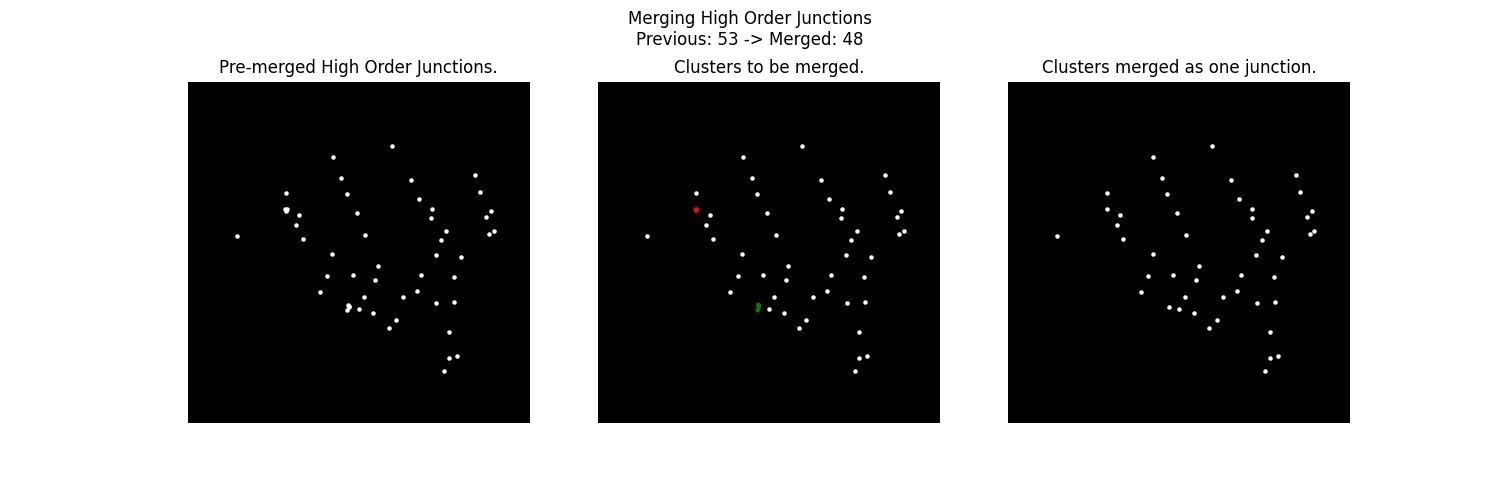 Merging High Order Junctions
Previous: 53 -> Merged: 48
Pre-merged High Order Junctions.
Clusters to be merged.
Clusters merged as one junction.